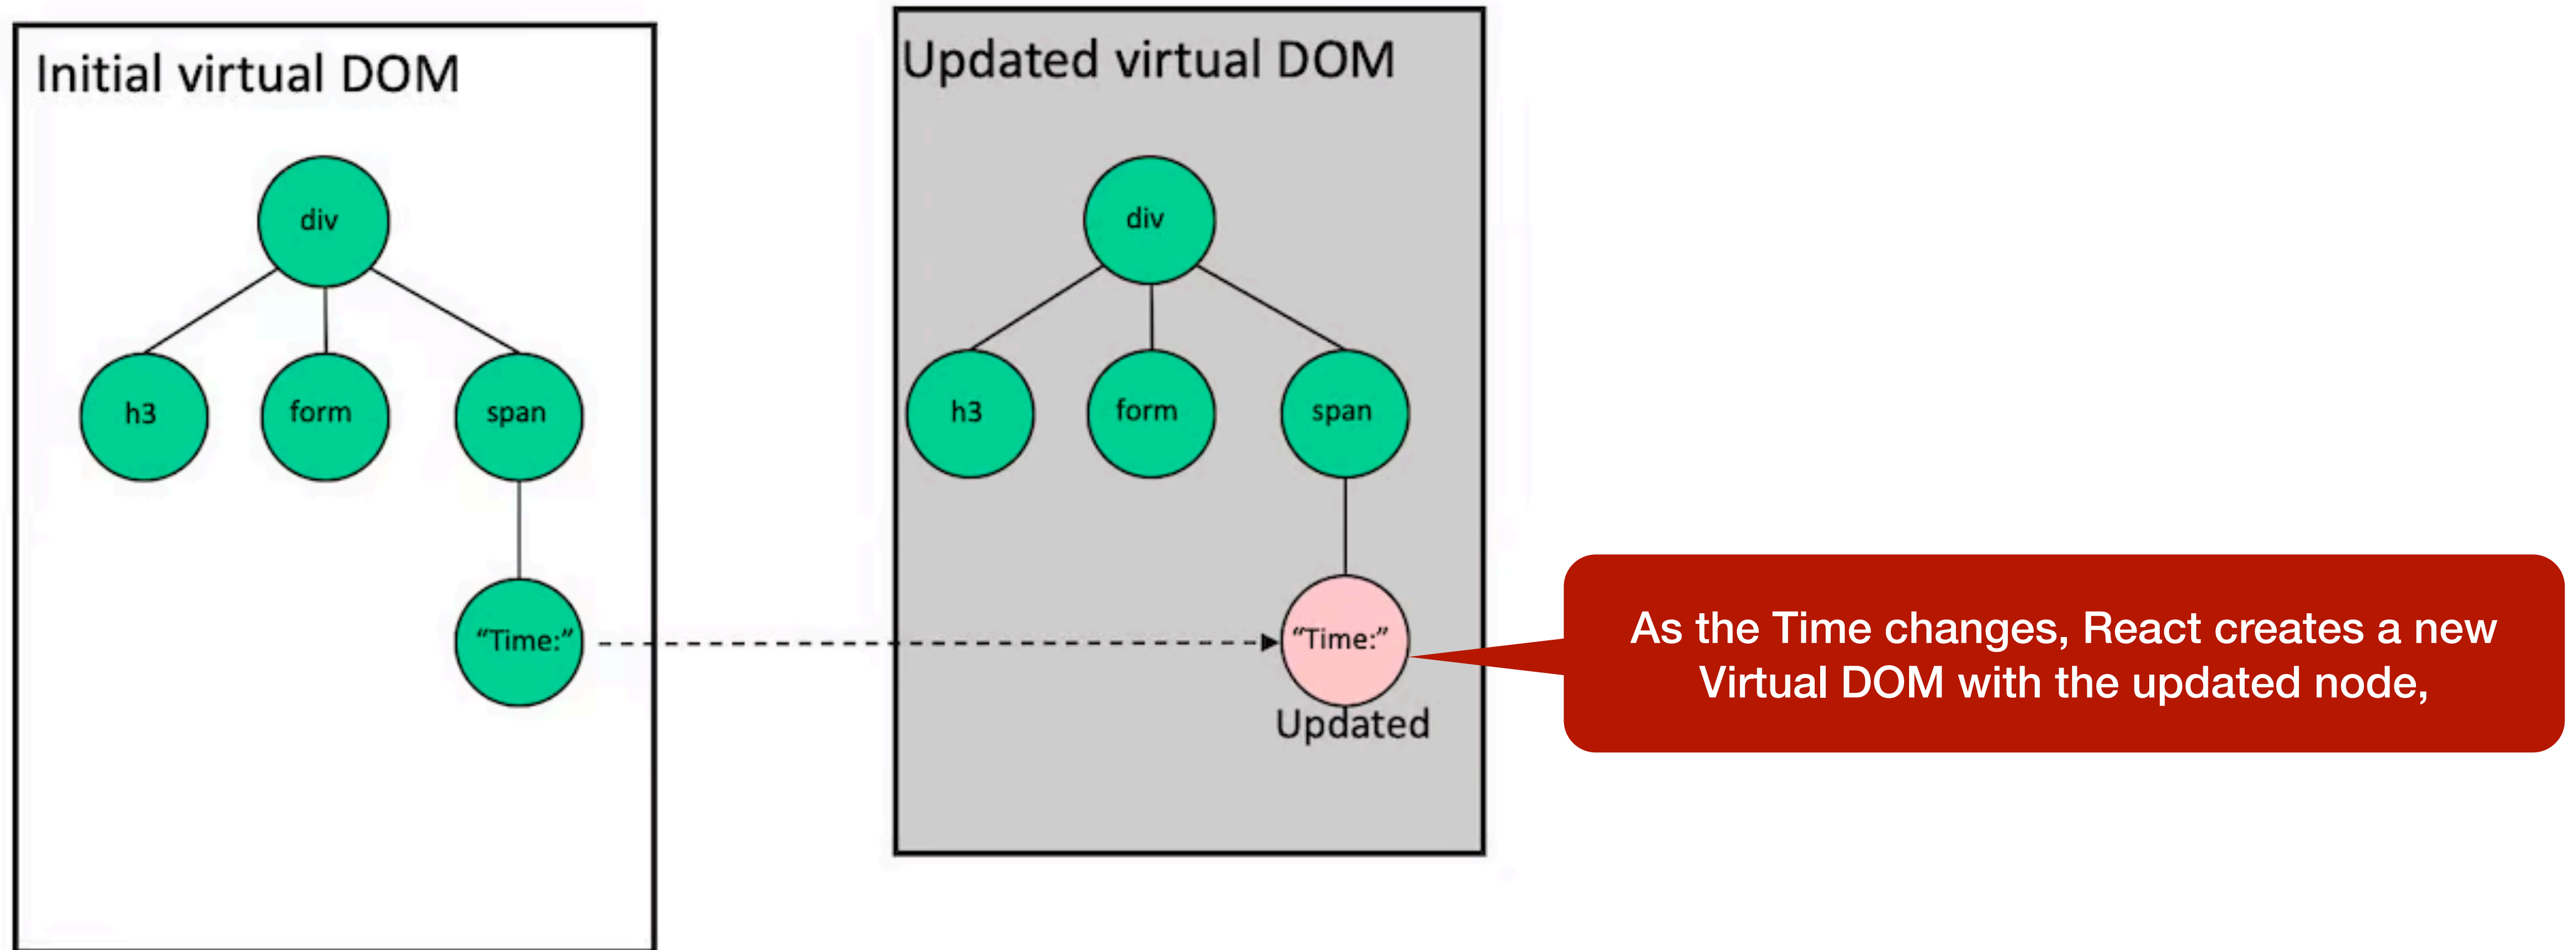 Initial virtual DOM
div
h3
form
span
“Time:”
Updated virtual DOM
div
h3
form
span
“Time:”
Updated
As the Time changes, React creates a new
Virtual DOM with the updated node,